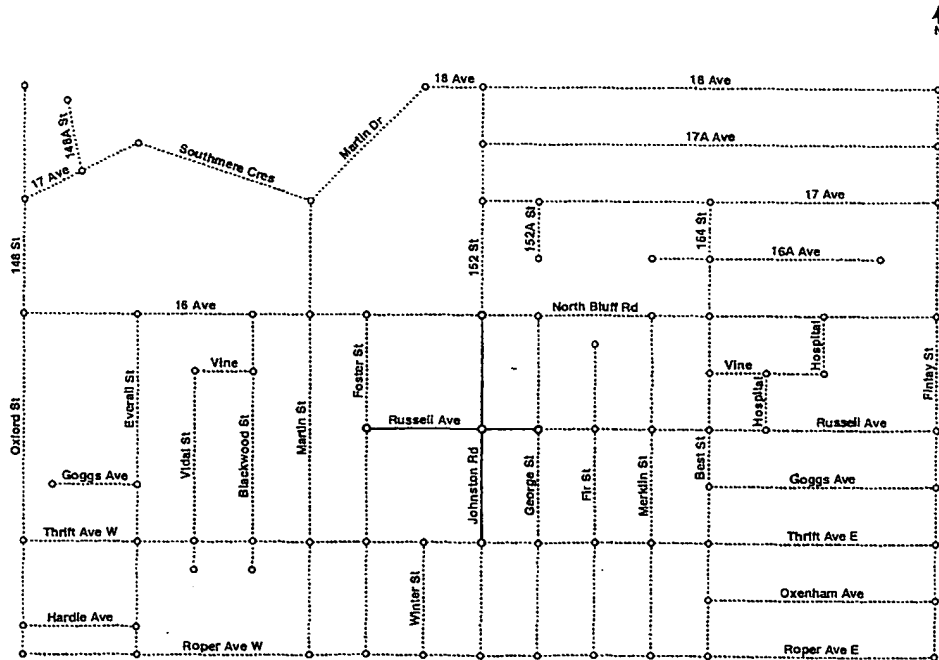 N
18 Ave
18 Ave
148A St
Martin Dr
17A Ave
17 Ave
Southmere Cres
17 Ave
148 St
152 St
152A St
164 St
16A Ave
16 Ave
North Bluff Rd
Hospital
Foster St
Vine
Vine
Finlay St
Oxford St
Everall St
Vidal St
Blackwood St
Martin St
Russell Ave
Hospital
Russell Ave
Goggs Ave
Johnston Rd
George St
Fir St
Merklin St
Best St
Goggs Ave
Thrift Ave W
Thrift Ave E
Winter St
Oxenham Ave
Hardie Ave
Roper Ave W
Roper Ave E